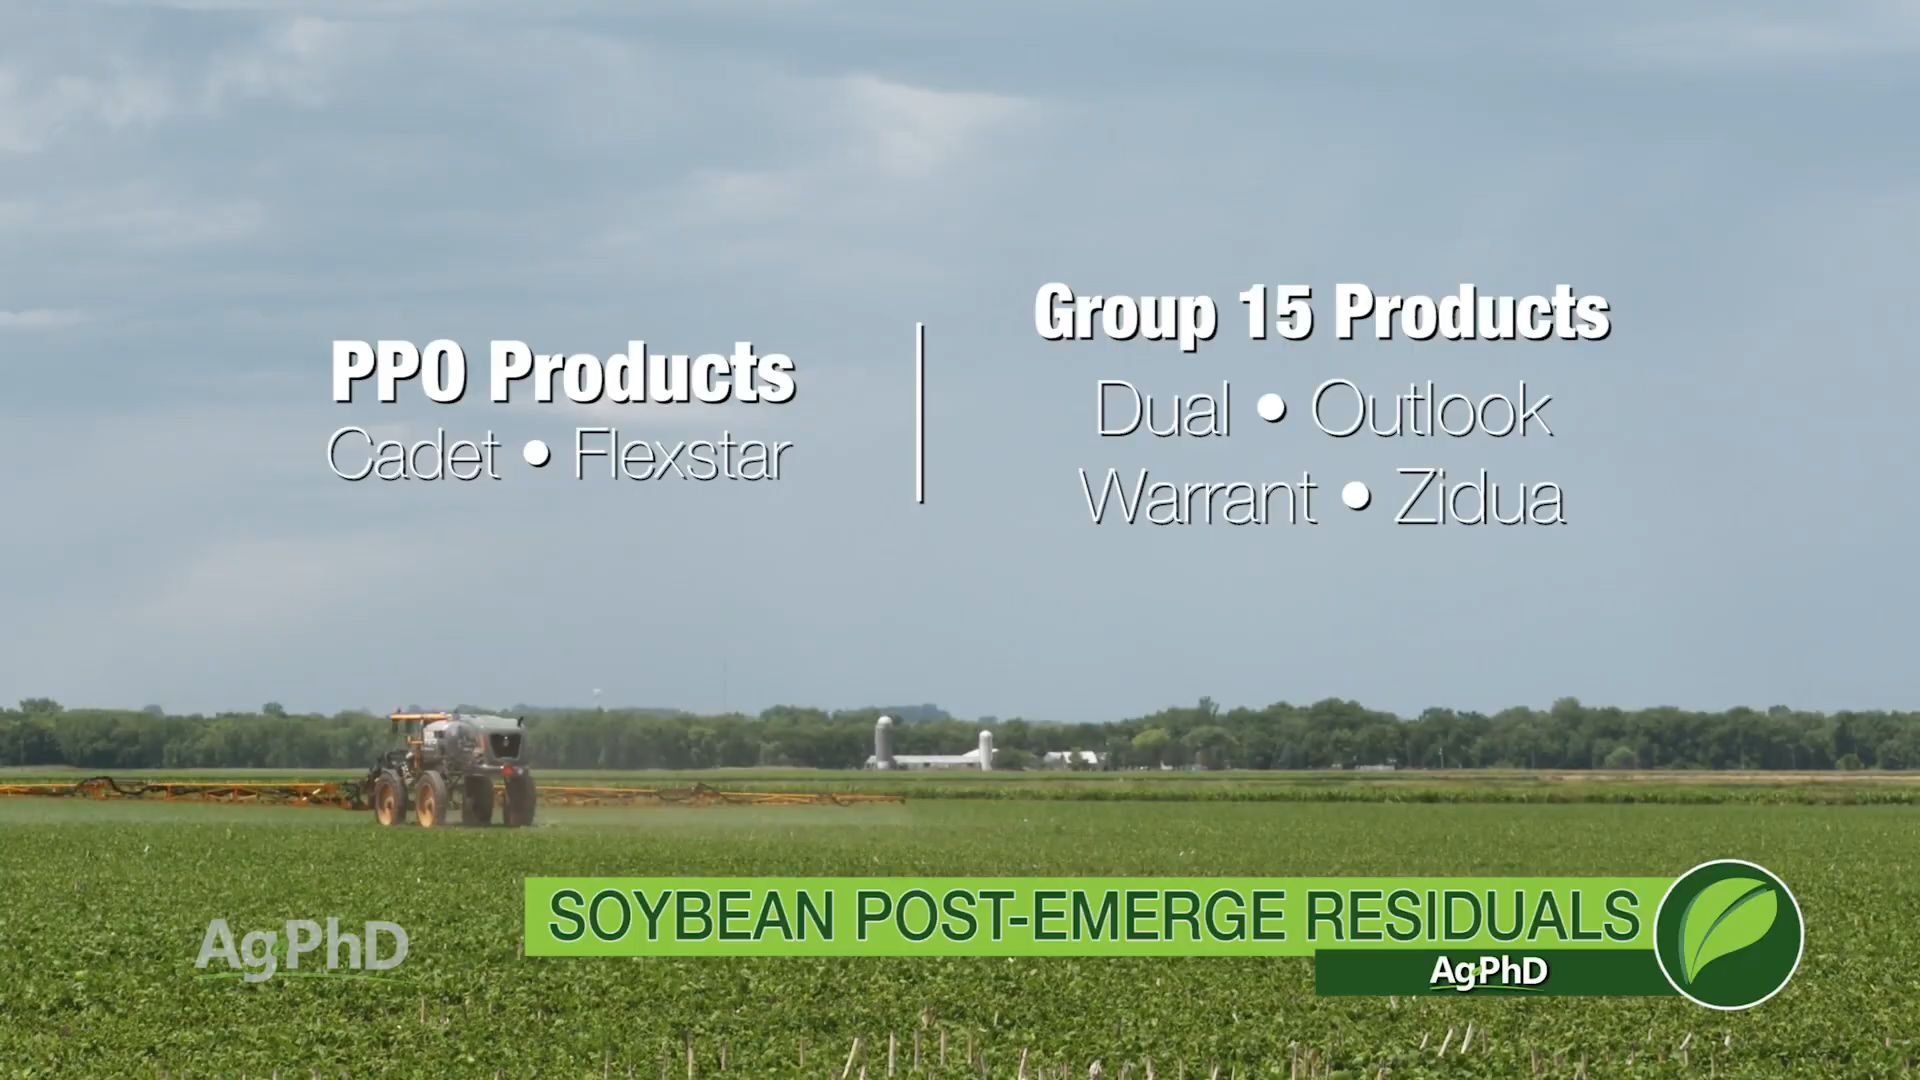 PPO Products
Cadet • Flexstar
Group 15 Products
Dual • Outlook
Warrant • Zidua
SOYBEAN POST-EMERGE RESIDUALS
AgPhD
AgPhD